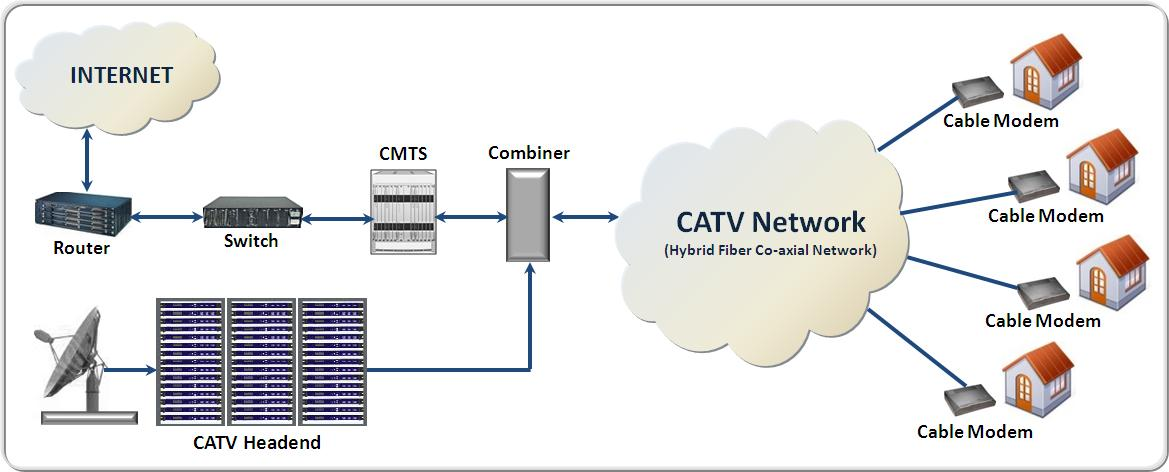 INTERNET
CMTS
Combiner
Router
Switch
CATV Network
(Hybrid Fiber Co-axial Network)
Cable Modem
Cable Modem
Cable Modem
Cable Modem
CATV Headend